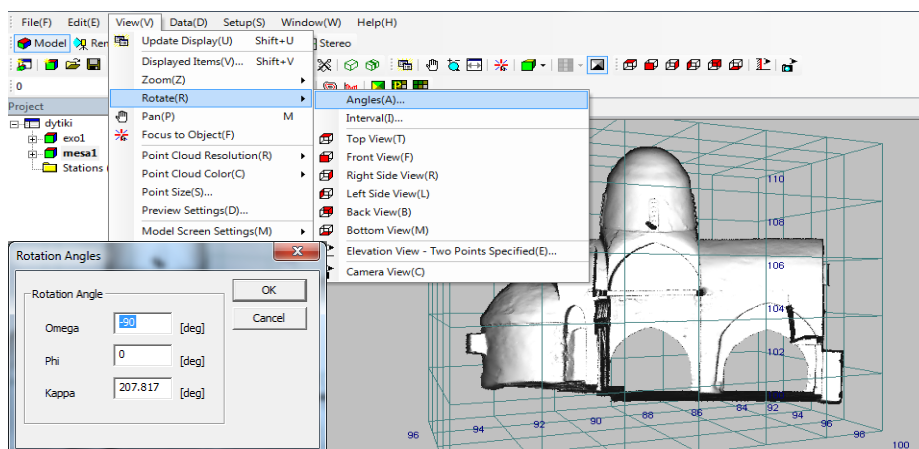 File(F) Edit(E) View(V) Data(D) Setup(S) Window(W) Help(H)
Model Ren Stereo
Update Display(U) Shift+U
Displayed Items(V)... Shift+V
Zoom(Z)
0
Rotate(R)
Pan(P) M
Focus to Object(F)
Point Cloud Resolution(R)
Point Cloud Color(C)
Point Size(S)...
Preview Settings(D)...
Model Screen Settings(M)
Project
dytiki
exo1
mesa1
Stations (
Angles(A)...
Interval(I)...
Top View(T)
Front View(F)
Right Side View(R)
Left Side View(L)
Back View(B)
Bottom View(M)
Elevation View - Two Points Specified(E)...
Camera View(C)
Rotation Angles
Rotation Angle
Omega -90 [deg]
Phi 0 [deg]
Kappa 207.817 [deg]
OK
Cancel
110
108
106
104
102
96 94 92 90 88 86 84 92 94 96 98 100